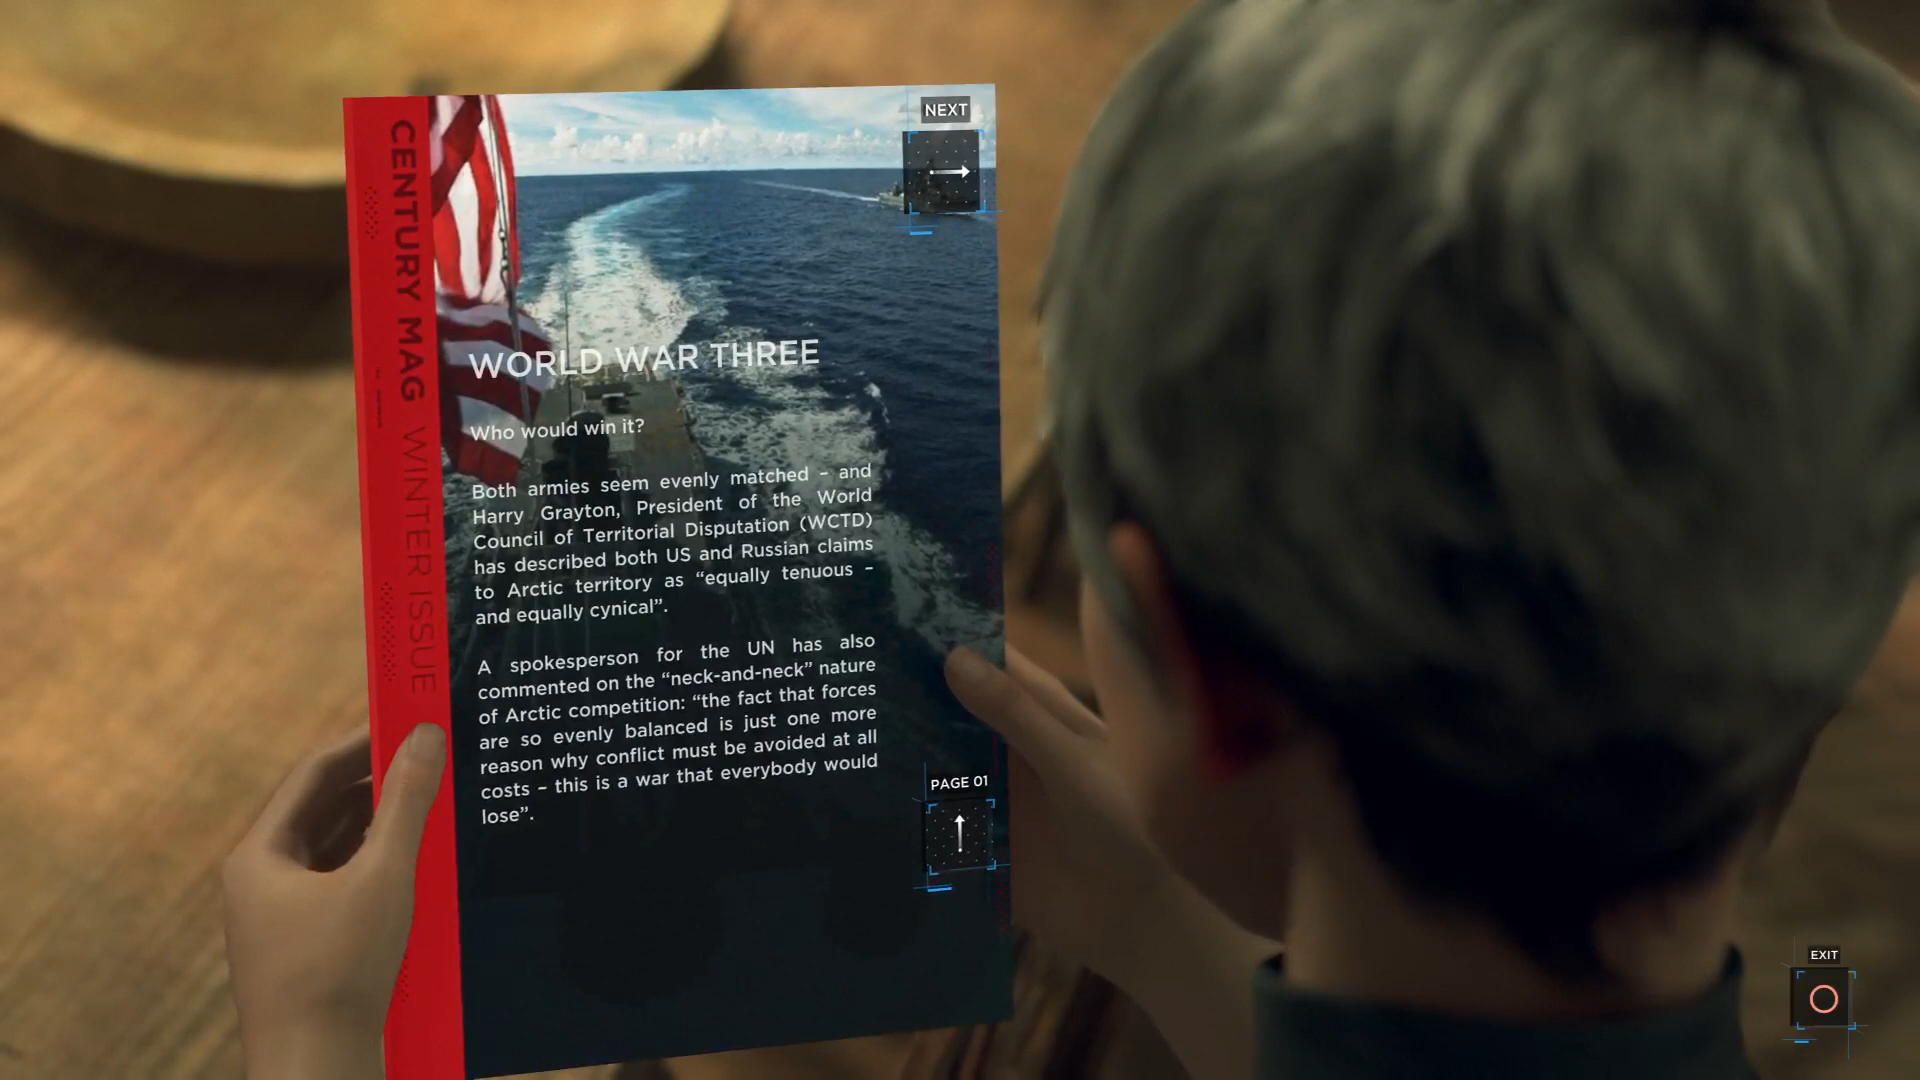 CENTURY MAG WINTER ISSUE
NEXT
WORLD WAR THREE
Who would win it?
Both armies seem evenly matched – and
Harry Grayton, President of the World
Council of Territorial Disputation (WCTD)
has described both US and Russian claims
to Arctic territory as “equally tenuous –
and equally cynical”.
A spokesperson for the UN has also
commented on the “neck-and-neck” nature
of Arctic competition: “the fact that forces
are so evenly balanced is just one more
reason why conflict must be avoided at all
costs – this is a war that everybody would
lose”.
PAGE 01
EXIT